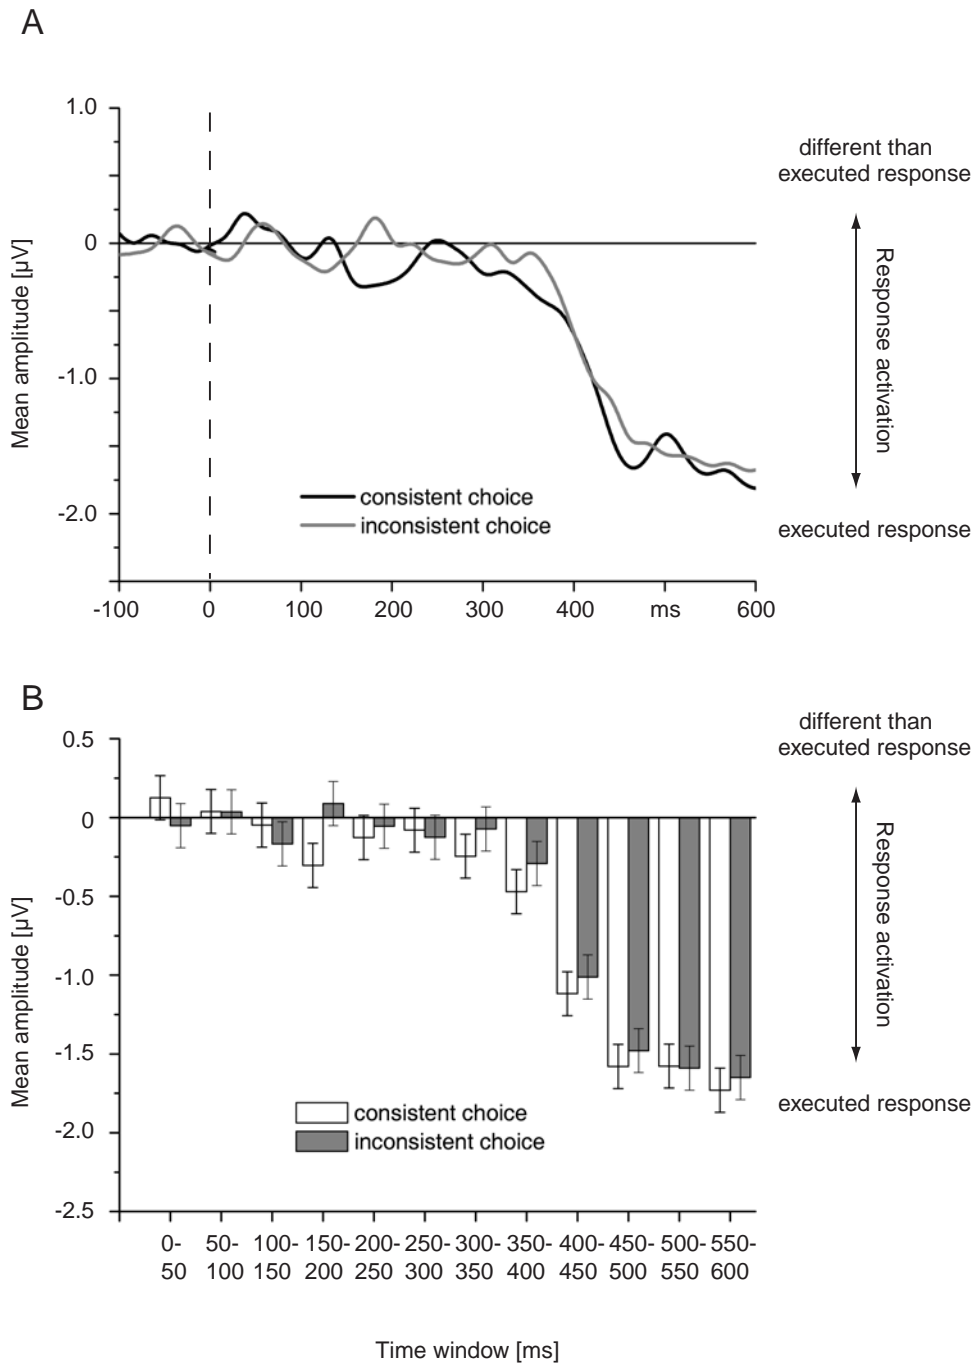 A
1.0
0
-1.0
-2.0
Mean amplitude [µV]
-100 0 100 200 300 400 ms 600
consistent choice
inconsistent choice
different than
executed response
Response activation
executed response
B
0.5
0
-0.5
-1.0
-1.5
-2.0
-2.5
Mean amplitude [µV]
consistent choice
inconsistent choice
0- 50- 100- 150- 200- 250- 300- 350- 400- 450- 500- 550-
50 100 150 200 250 300 350 400 450 500 550 600
Time window [ms]
different than
executed response
Response activation
executed response